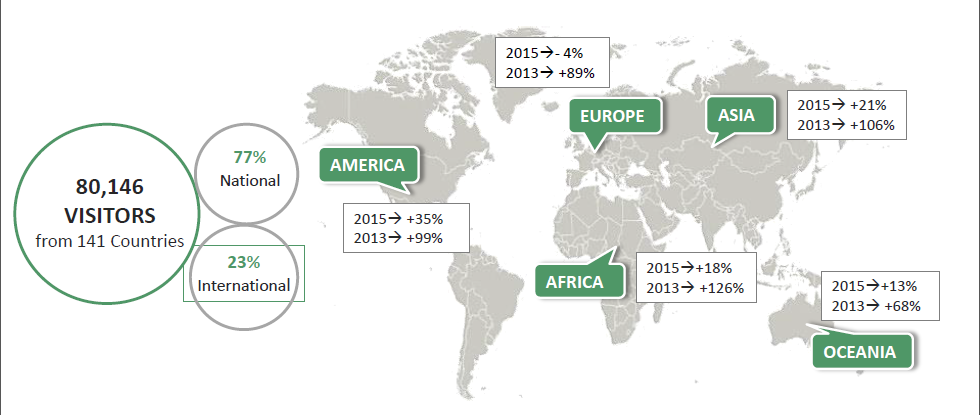 80,146
VISITORS
from 141 Countries
77%
National
23%
International
AMERICA
2015→ +35%
2013→ +99%
2015→- 4%
2013→ +89%
EUROPE
ASIA
2015→ +21%
2013→ +106%
AFRICA
2015→+18%
2013→ +126%
2015→+13%
2013→ +68%
OCEANIA